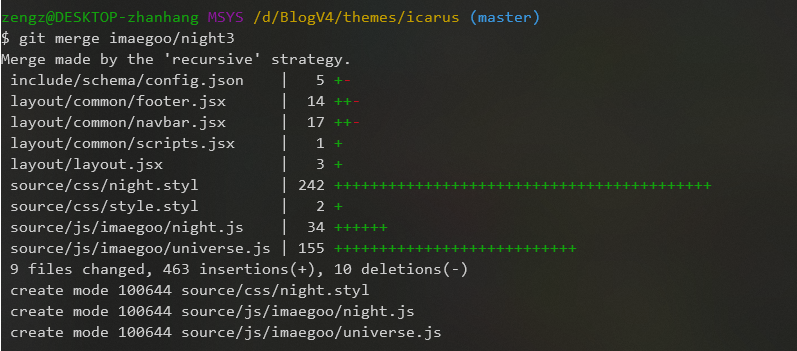 zengz@DESKTOP-zhanhang MSYS /d/BlogV4/themes/icarus (master)
$ git merge imaegoo/night3
Merge made by the 'recursive' strategy.
 include/schema/config.json    |   5 +-
 layout/common/footer.jsx      |  14 ++-
 layout/common/navbar.jsx      |  17 ++-
 layout/common/scripts.jsx     |   1 +
 layout/layout.jsx             |   3 +
 source/css/night.styl         | 242 ++++++++++++++++++++++++++++++++++++++++++
 source/css/style.styl         |   2 +
 source/js/imaegoo/night.js    |  34 ++++++
 source/js/imaegoo/universe.js | 155 +++++++++++++++++++++++++++
 9 files changed, 463 insertions(+), 10 deletions(-)
 create mode 100644 source/css/night.styl
 create mode 100644 source/js/imaegoo/night.js
 create mode 100644 source/js/imaegoo/universe.js